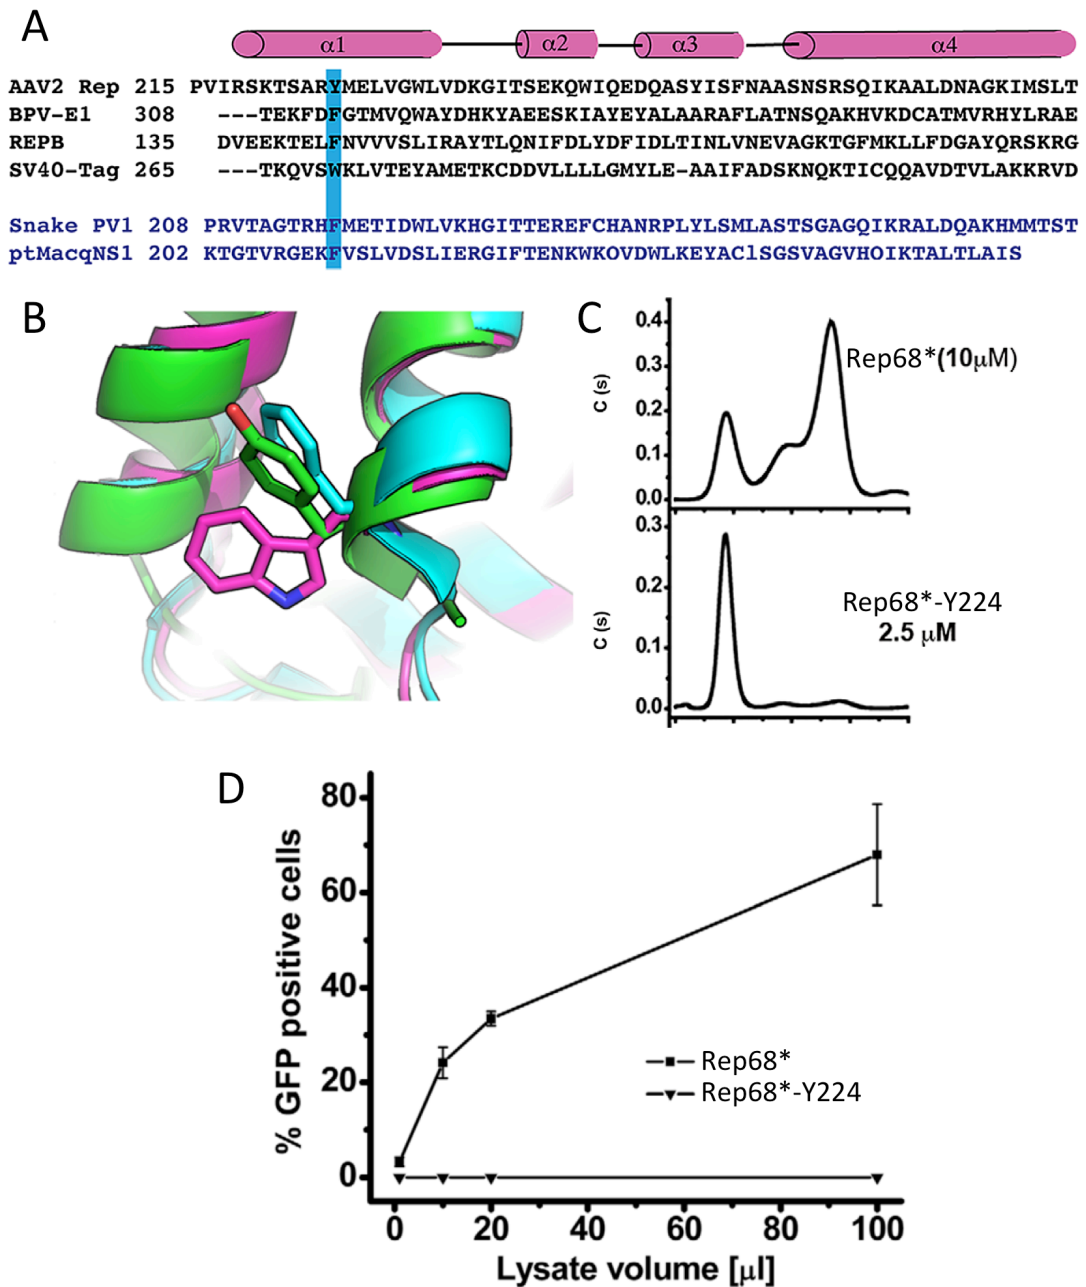 A
α1 α2 α3 α4
AAV2 Rep 215 PVIRSKTSARYMELVGWLVDKGITSEKQWIQEDQASYISFNAASNSRSQIKAALDNAGKIMSLT
BPV-E1 308 ---TEKFDFGTMVQWAYDHKYAEESKIAYEYALAARAFLATNSQAKHVKDCATMVRHYLRAE
REPB 135 DVEEKTELFNVVVSLIRAYTLQNIFDLYDFIDLTINLVNEVAGKTGFMKLLFDGAYQRSKRG
SV40-Tag 265 ---TKQVSWKLVTEYAMETKCDDVLLLLGMYLE-AAIFADSKNQKTICQQAVDTVLAKKRVD
Snake PV1 208 PRVTAGTRHFMETIDWLVKHGITTEREFCHANRPLYLSMLASTSGAGQIKRALDQAKHMMTST
ptMacqNS1 202 KTGTVRGEKFVSLVDSLIERGIFTENKWKQVDWLKEYAClSGSVAGVHOIKTALTLAIS
B
C
0.4
0.3
0.2
0.1
0.0
C (s)
Rep68*(10μM)
0.3
0.2
0.1
0.0
C (s)
Rep68*-Y224
2.5 μM
D
80
60
40
20
0
% GFP positive cells
Rep68*
Rep68*-Y224
0 20 40 60 80 100
Lysate volume [μl]